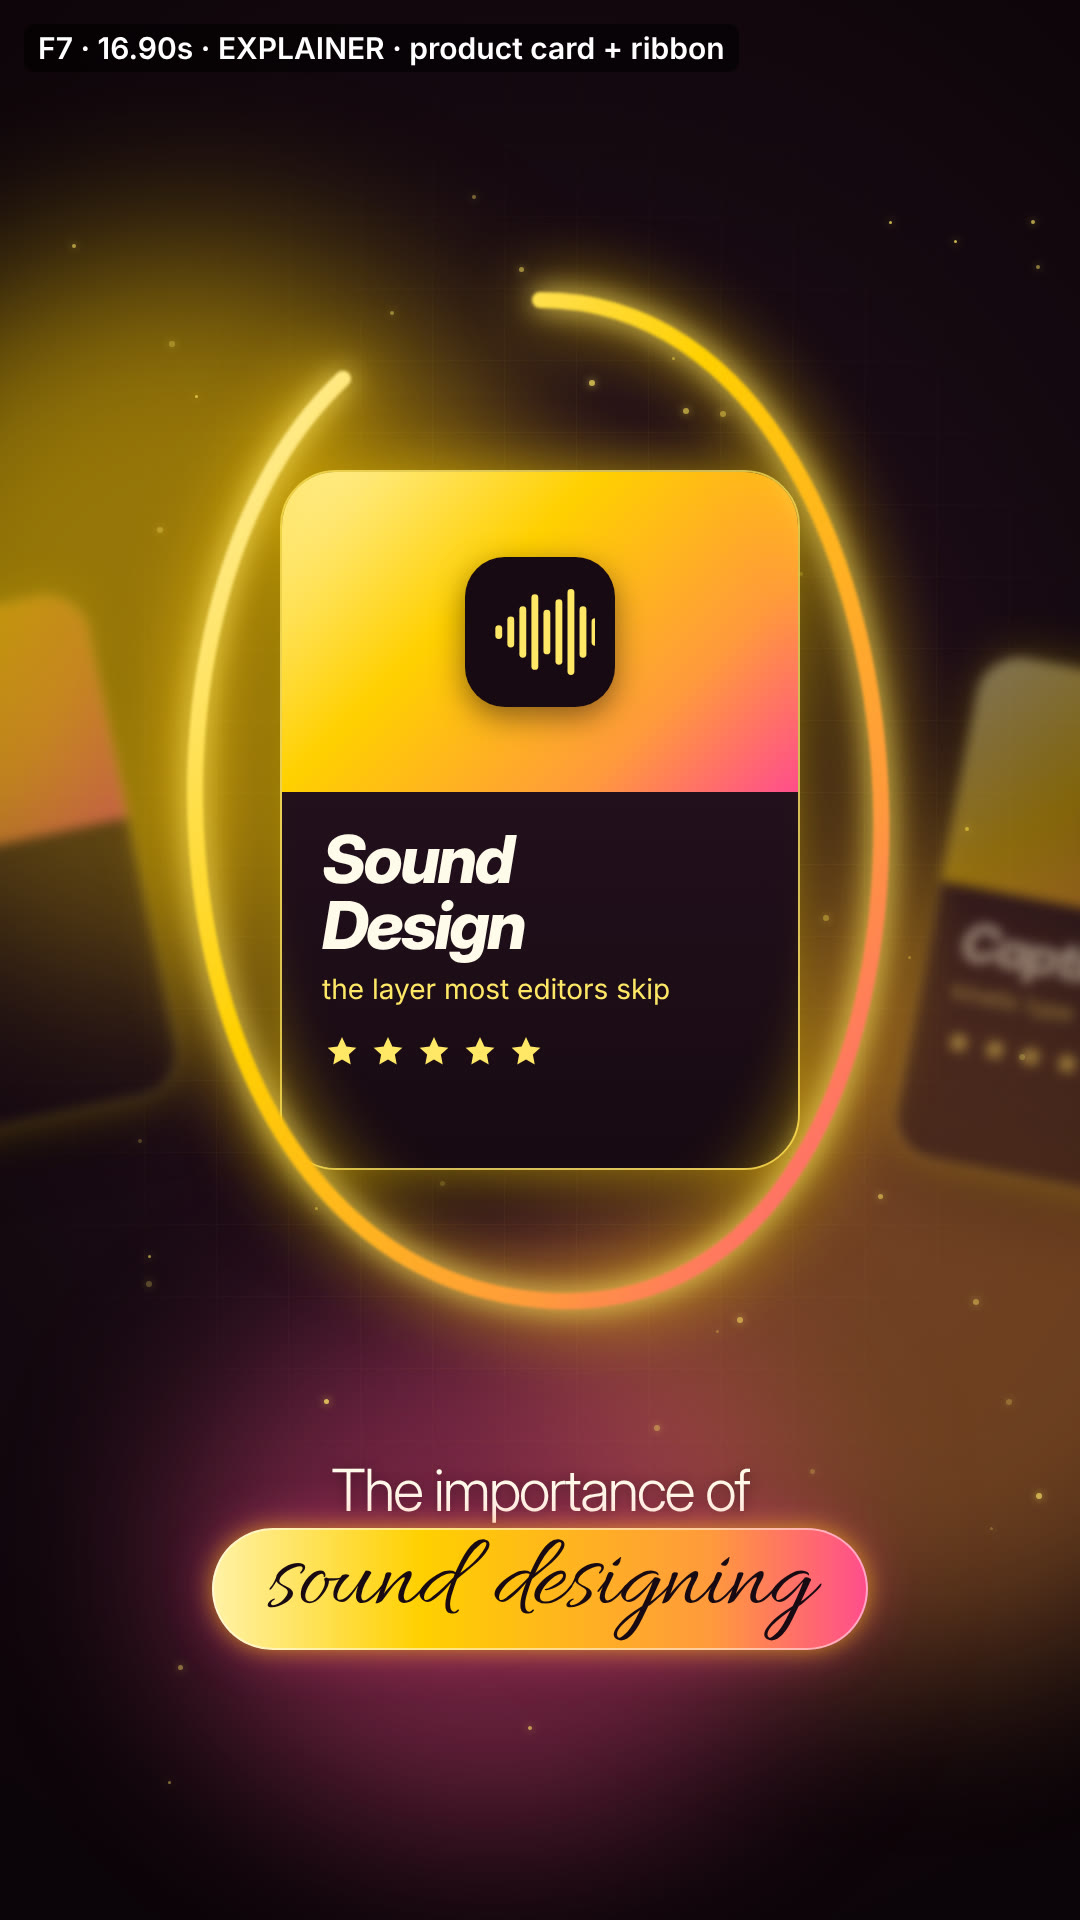 F7 · 16.90s · EXPLAINER · product card + ribbon
Sound
Design
the layer most editors skip
The importance of
sound designing